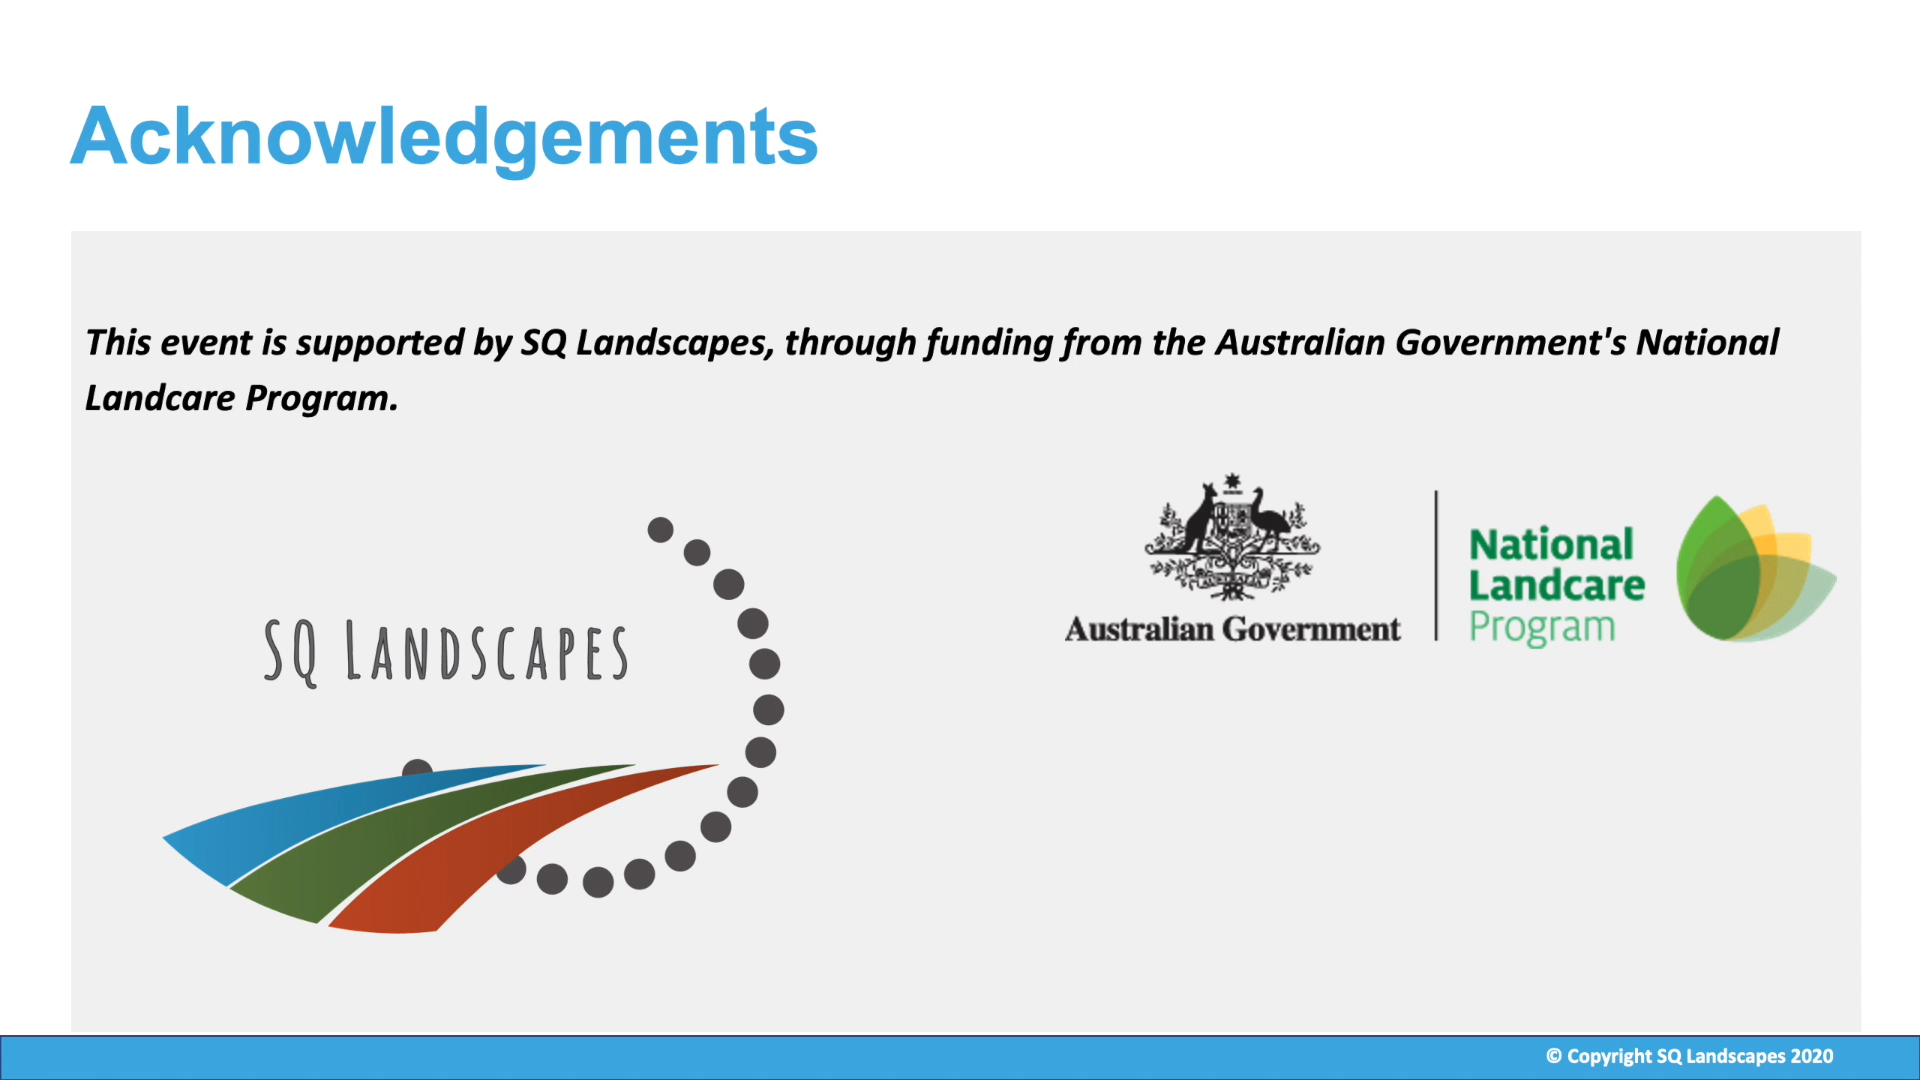 Acknowledgements
This event is supported by SQ Landscapes, through funding from the Australian Government's National
Landcare Program.
SQ LANDSCAPES
AUSTRALIA
Australian Government
National
Landcare
Program
© Copyright SQ Landscapes 2020